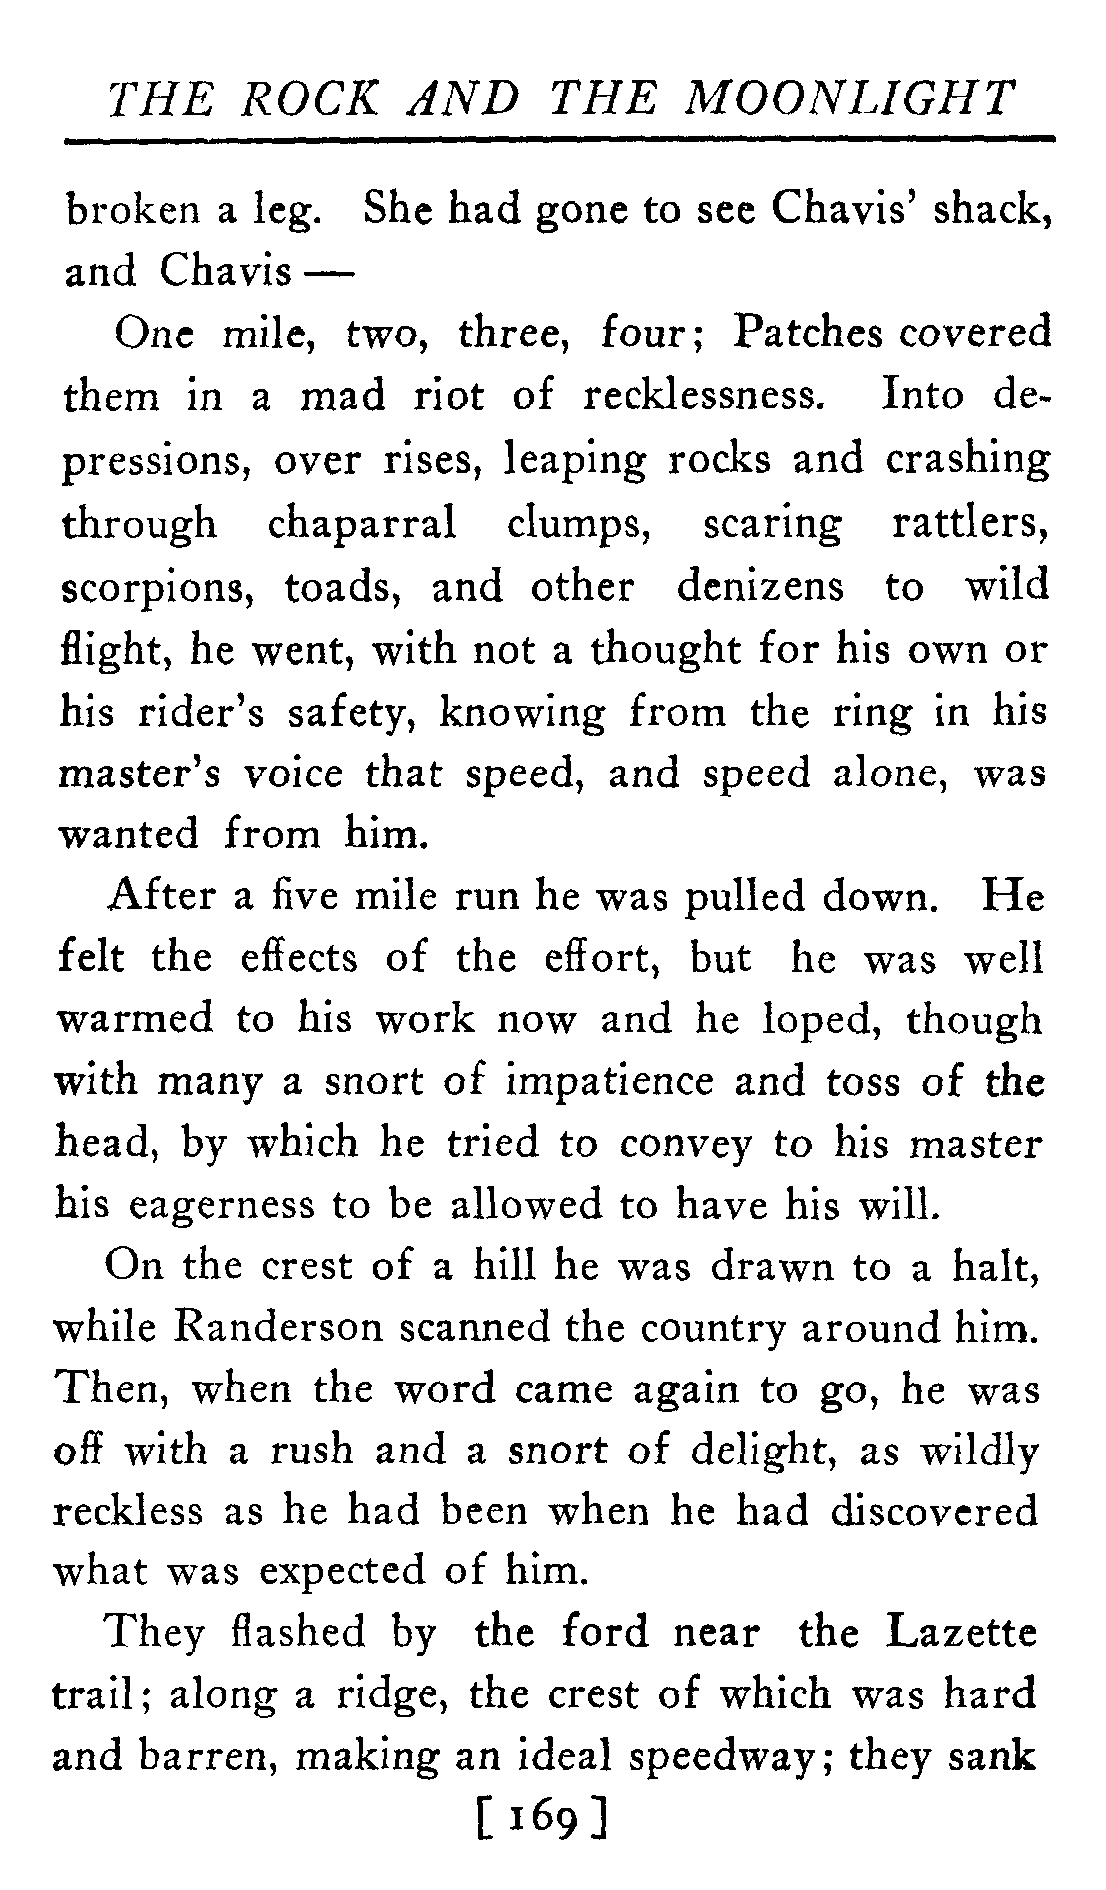 THE ROCK AND THE MOONLIGHT
broken a leg. She had gone to see Chavis' shack,
and Chavis —
One mile, two, three, four; Patches covered
them in a mad riot of recklessness. Into de-
pressions, over rises, leaping rocks and crashing
through chaparral clumps, scaring rattlers,
scorpions, toads, and other denizens to wild
flight, he went, with not a thought for his own or
his rider's safety, knowing from the ring in his
master's voice that speed, and speed alone, was
wanted from him.
After a five mile run he was pulled down. He
felt the effects of the effort, but he was well
warmed to his work now and he loped, though
with many a snort of impatience and toss of the
head, by which he tried to convey to his master
his eagerness to be allowed to have his will.
On the crest of a hill he was drawn to a halt,
while Randerson scanned the country around him.
Then, when the word came again to go, he was
off with a rush and a snort of delight, as wildly
reckless as he had been when he had discovered
what was expected of him.
They flashed by the ford near the Lazette
trail; along a ridge, the crest of which was hard
and barren, making an ideal speedway; they sank
[ 169 ]